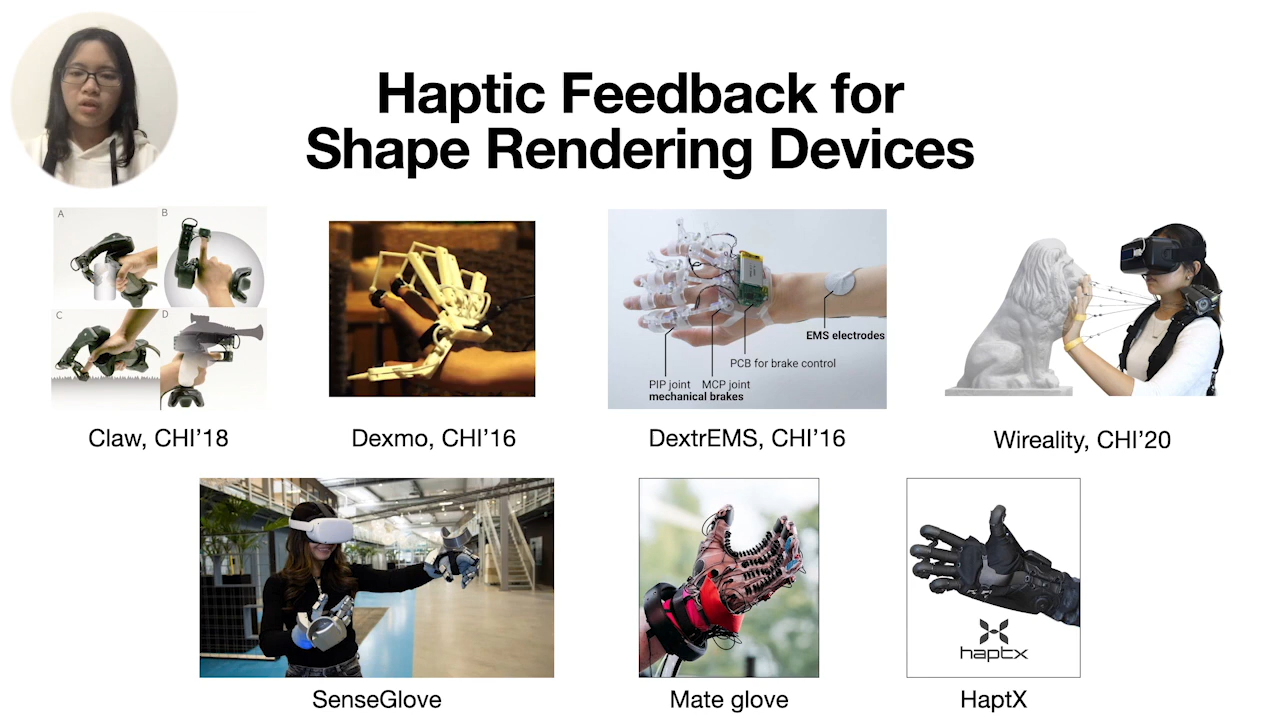 Haptic Feedback for
Shape Rendering Devices
A
B
C
D
EMS electrodes
PCB for brake control
PIP joint MCP joint
mechanical brakes
Claw, CHI’18
Dexmo, CHI’16
DextrEMS, CHI’16
Wireality, CHI’20
haptx
SenseGlove
Mate glove
HaptX